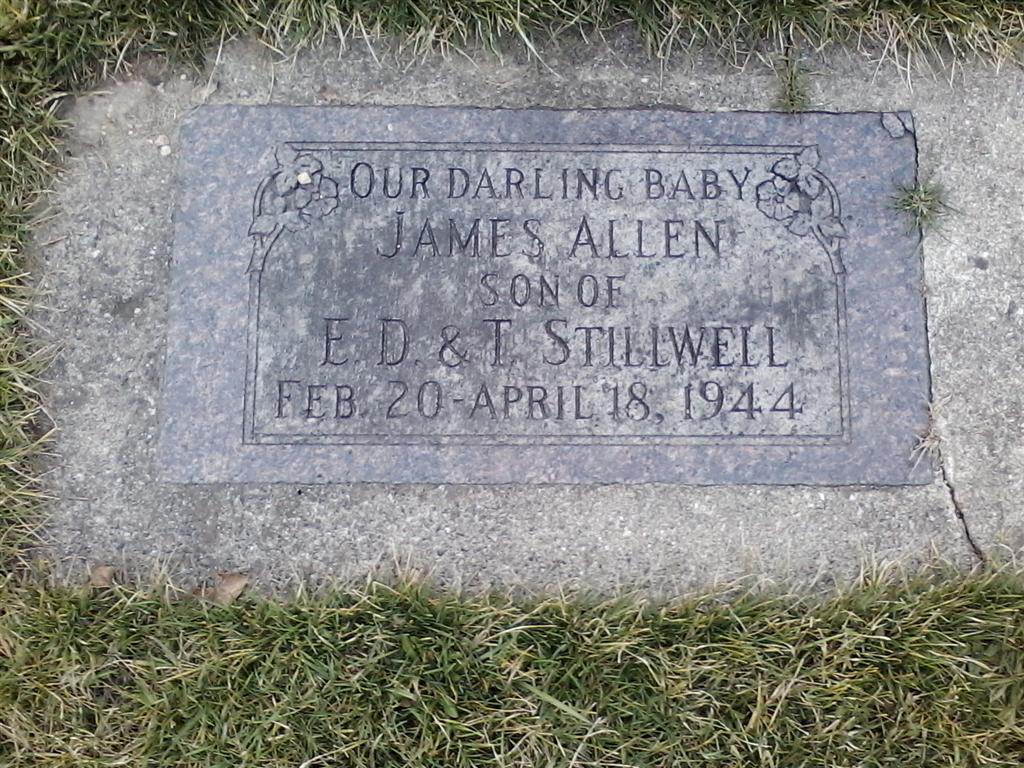 OUR DARLING BABY
JAMES ALLEN
SON OF
E. D. & T. STILLWELL
FEB. 20 - APRIL 18, 1944